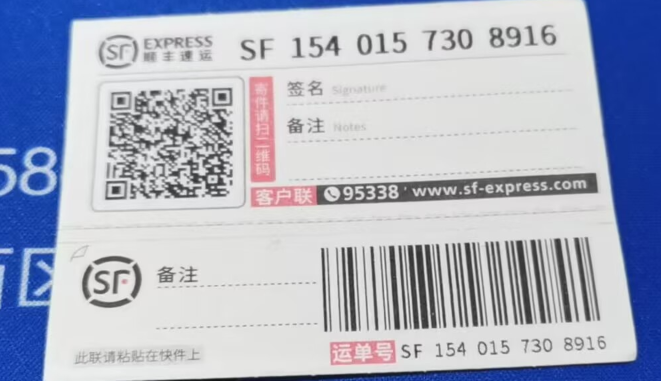 SF EXPRESS
顺丰速运
SF 154 015 730 8916
寄件请扫二维码
签名 Signature
备注 Notes
客户联 95338 www.sf-express.com
58
SF 备注
此联请粘贴在快件上
运单号 SF 154 015 730 8916